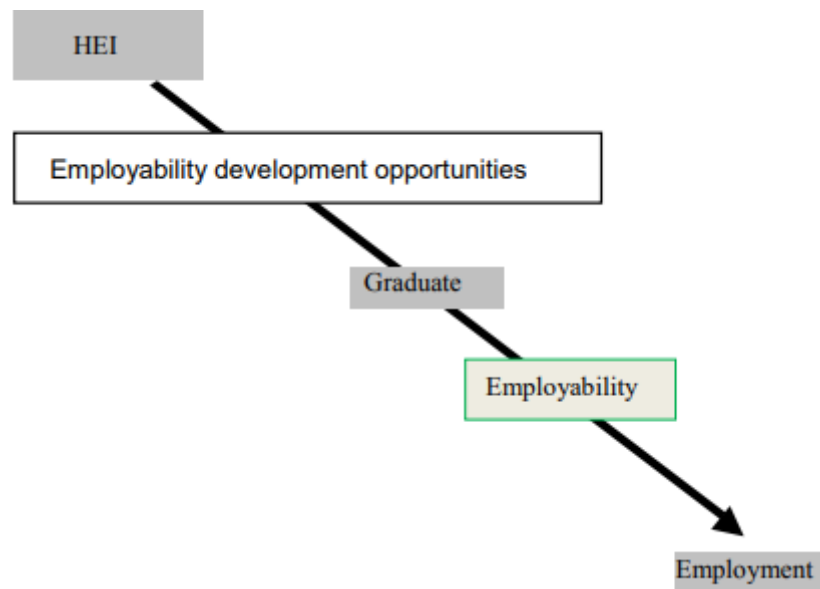 HEI
Employability development opportunities
Graduate
Employability
Employment